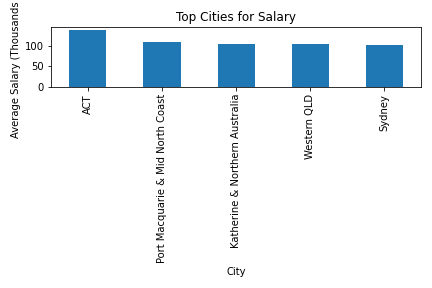 Top Cities for Salary
Average Salary (Thousands
100
50
0
ACT
Port Macquarie & Mid North Coast
Katherine & Northern Australia
Western QLD
Sydney
City